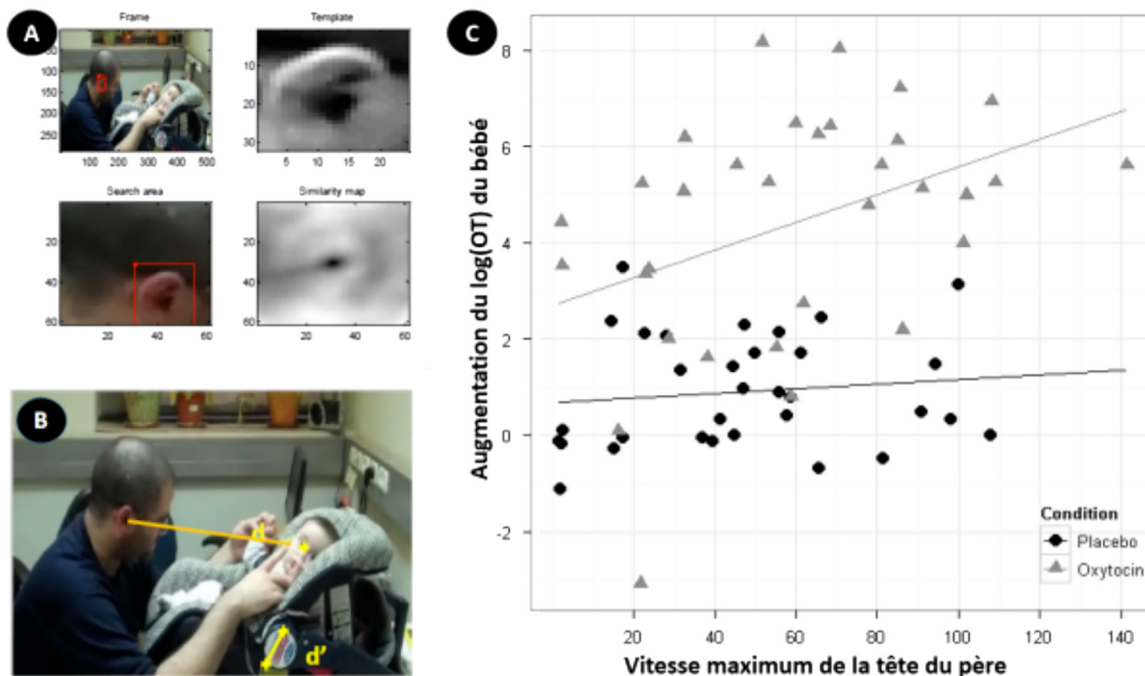 A
Frame
50
100
150
200
250
100 200 300 400 500
Template
10
20
30
5 10 15 20
Search area
20
40
60
20 40 60
Similarity map
20
40
60
20 40 60
B
d
d'
C
Augmentation du log(OT) du bébé
8
6
4
2
0
-2
20 40 60 80 100 120 140
Vitesse maximum de la tête du père
Condition
Placebo
Oxytocin